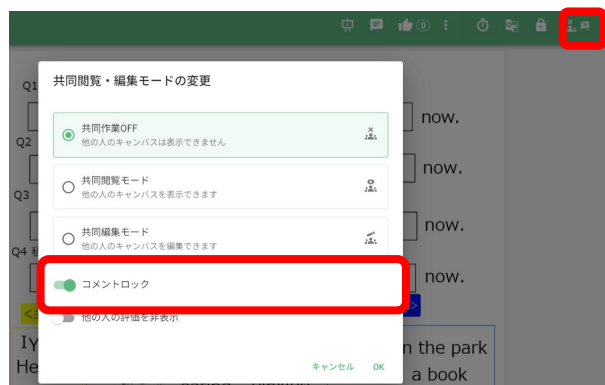 0
Q1
共同閲覧・編集モードの変更
now.
共同作業OFF
他の人のキャンバスは表示できません
Q2
now.
共同閲覧モード
他の人のキャンバスを表示できます
Q3
now.
共同編集モード
他の人のキャンバスを編集できます
Q4 私
now.
コメントロック
他の人の評価を非表示
n the park
He
キャンセル OK
a book